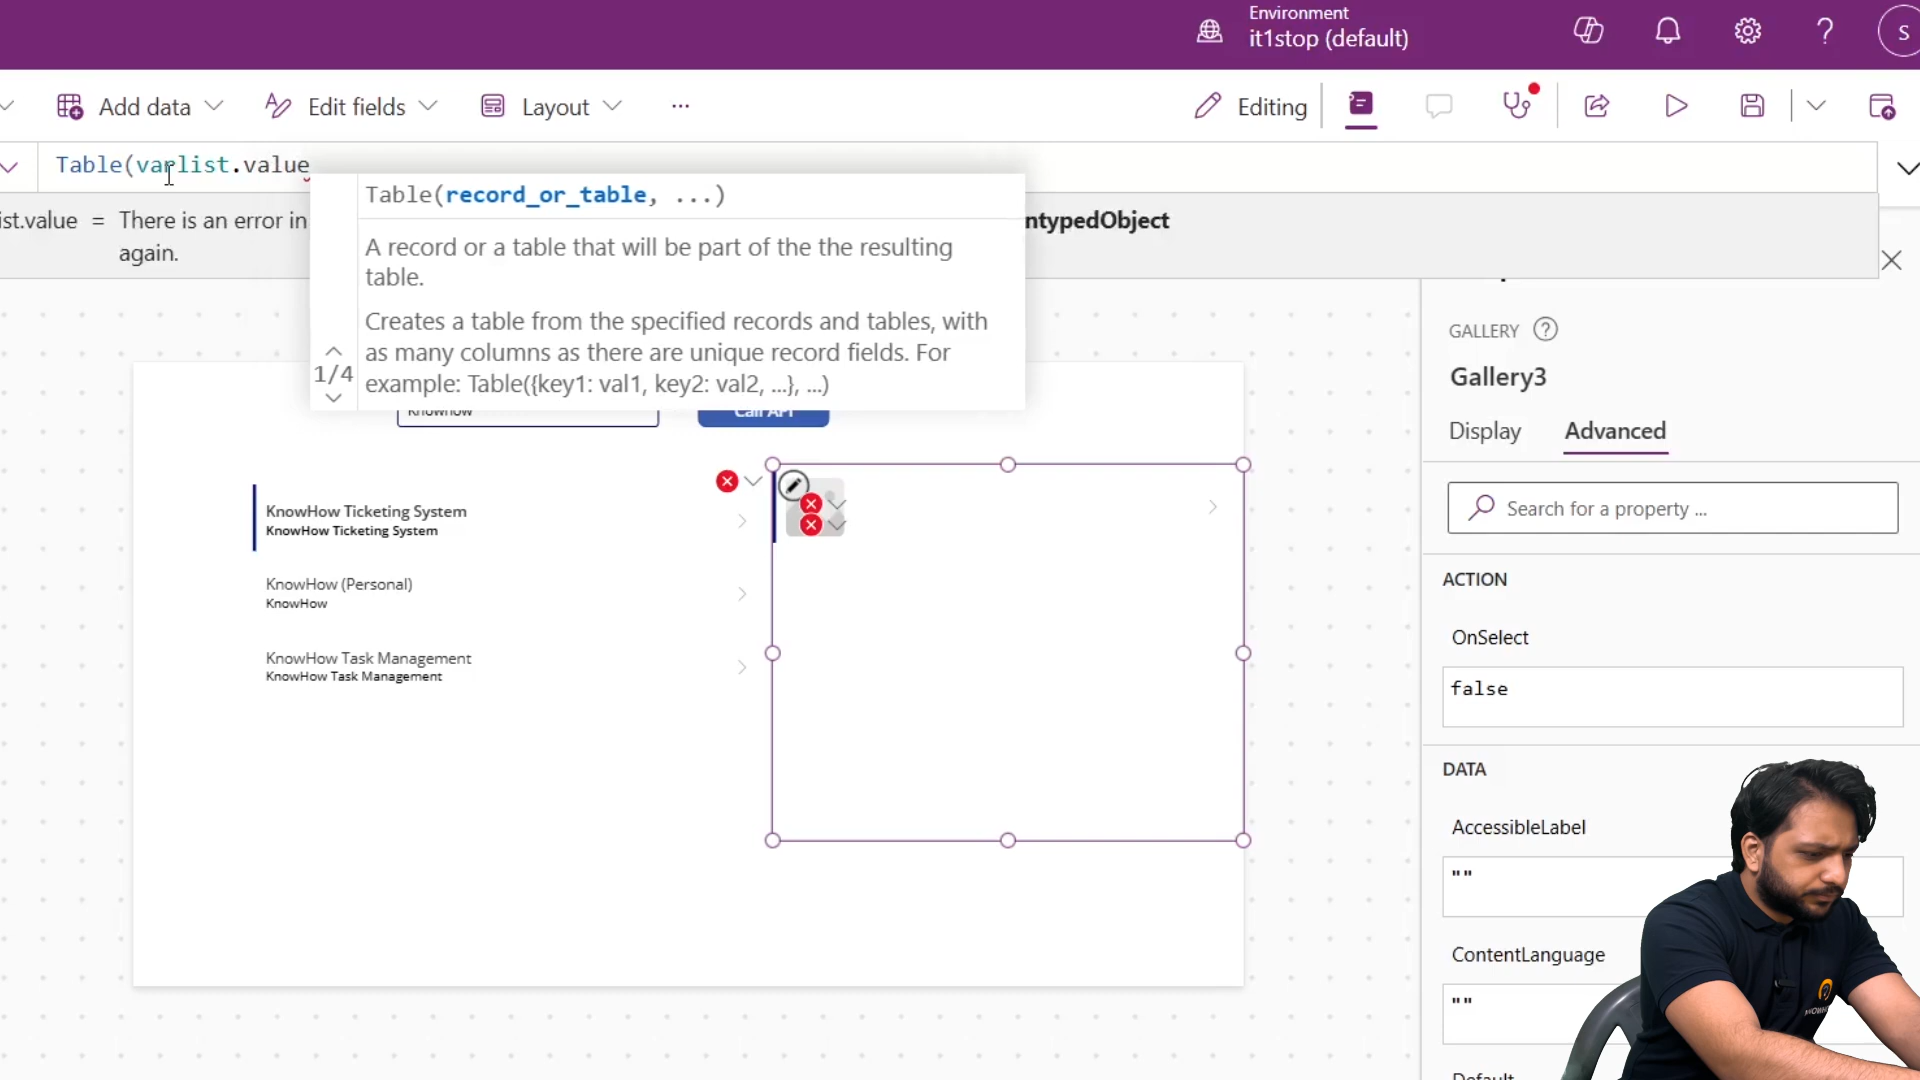 Environment
it1stop (default)
S
Add data
Edit fields
Layout
...
Editing
Table(varlist.value
Table(record_or_table, ...)
ist.value = There is an error in
again.
ntypedObject
A record or a table that will be part of the the resulting
table.
Creates a table from the specified records and tables, with
as many columns as there are unique record fields. For
example: Table({key1: val1, key2: val2, ...}, ...)
1/4
Knowhow
Call API
KnowHow Ticketing System
KnowHow Ticketing System
KnowHow (Personal)
KnowHow
KnowHow Task Management
KnowHow Task Management
GALLERY
Gallery3
Display
Advanced
Search for a property ...
ACTION
OnSelect
false
DATA
AccessibleLabel
""
ContentLanguage
""
Default